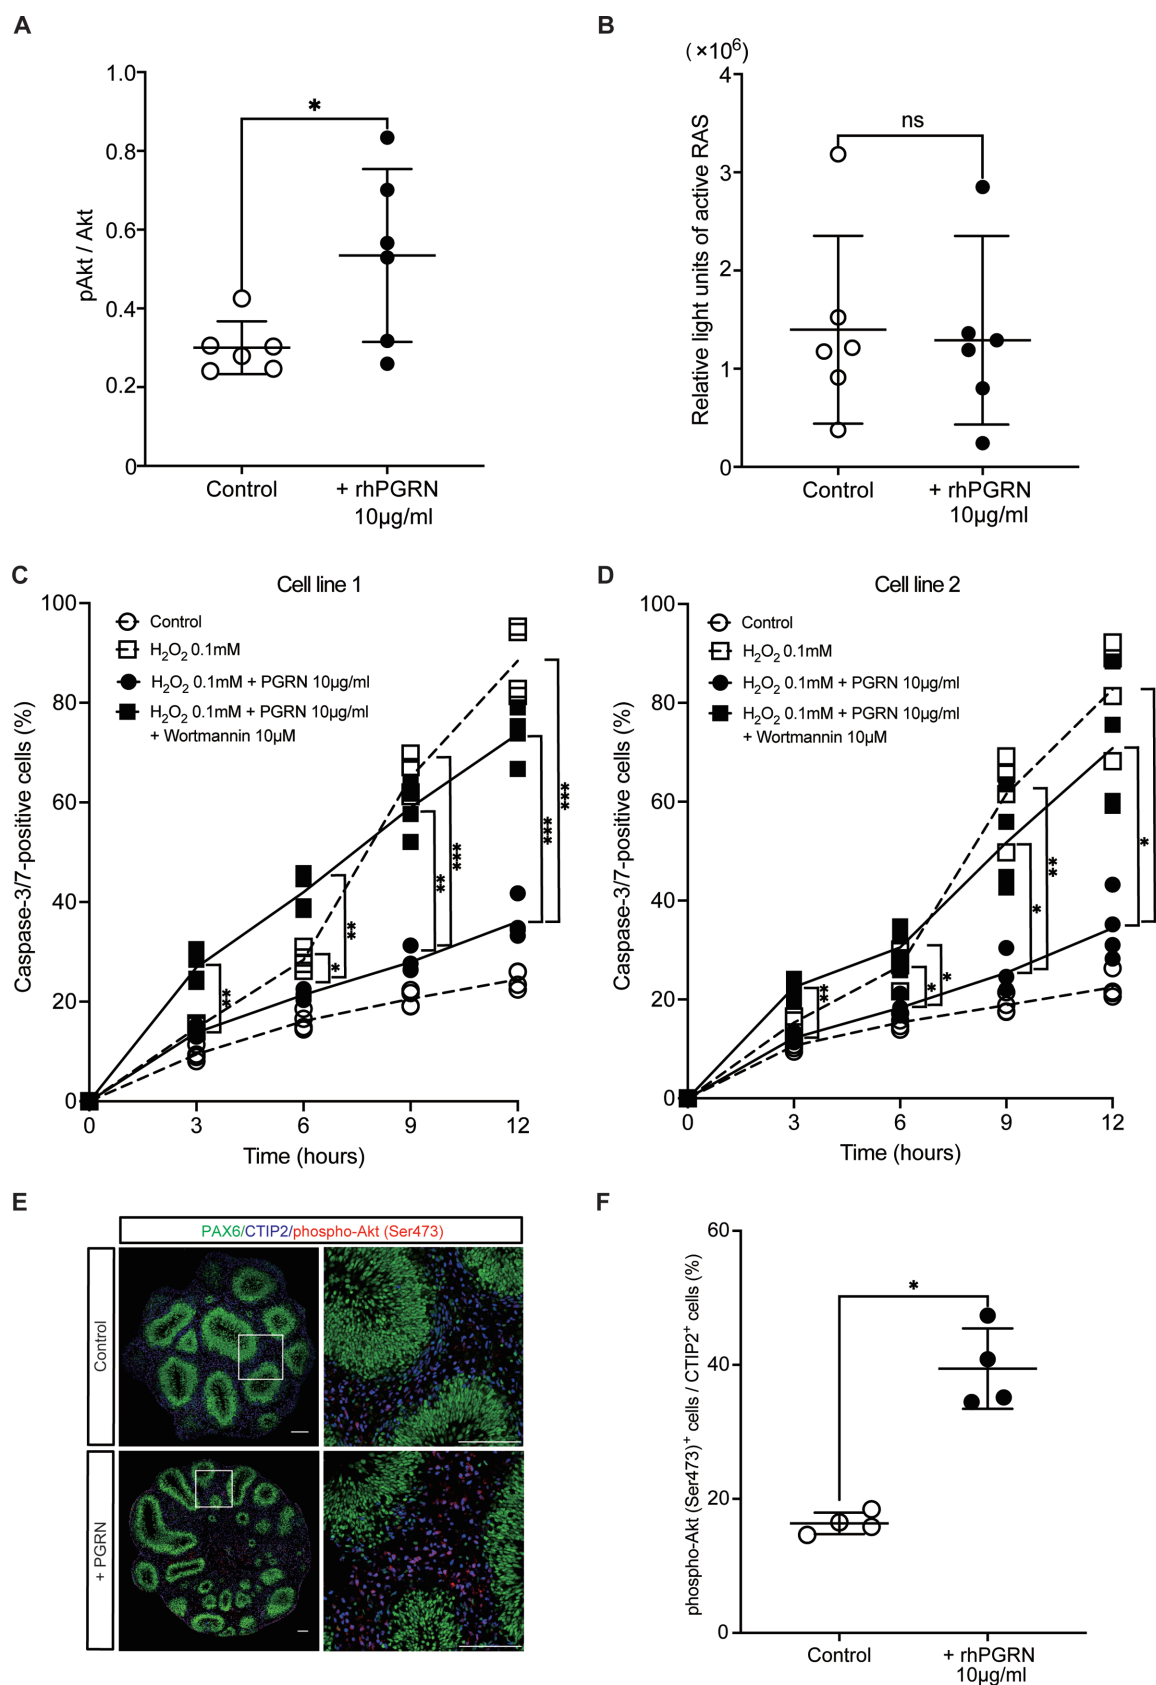 A
1.0
0.8
0.6
0.4
0.2
0
pAkt / Akt
*
Control
+ rhPGRN
10μg/ml
B
(×10⁶)
4
3
2
1
0
Relative light units of active RAS
ns
Control
+ rhPGRN
10μg/ml
C
Cell line 1
100
80
60
40
20
0
Caspase-3/7-positive cells (%)
Control
H₂O₂ 0.1mM
H₂O₂ 0.1mM + PGRN 10μg/ml
H₂O₂ 0.1mM + PGRN 10μg/ml
+ Wortmannin 10μM
**
*
**
**
***
***
***
0 3 6 9 12
Time (hours)
D
Cell line 2
100
80
60
40
20
0
Caspase-3/7-positive cells (%)
Control
H₂O₂ 0.1mM
H₂O₂ 0.1mM + PGRN 10μg/ml
H₂O₂ 0.1mM + PGRN 10μg/ml
+ Wortmannin 10μM
**
*
*
*
**
*
0 3 6 9 12
Time (hours)
E
PAX6/CTIP2/phospho-Akt (Ser473)
Control
+ PGRN
F
60
40
20
0
phospho-Akt (Ser473)⁺ cells / CTIP2⁺ cells (%)
*
Control
+ rhPGRN
10μg/ml